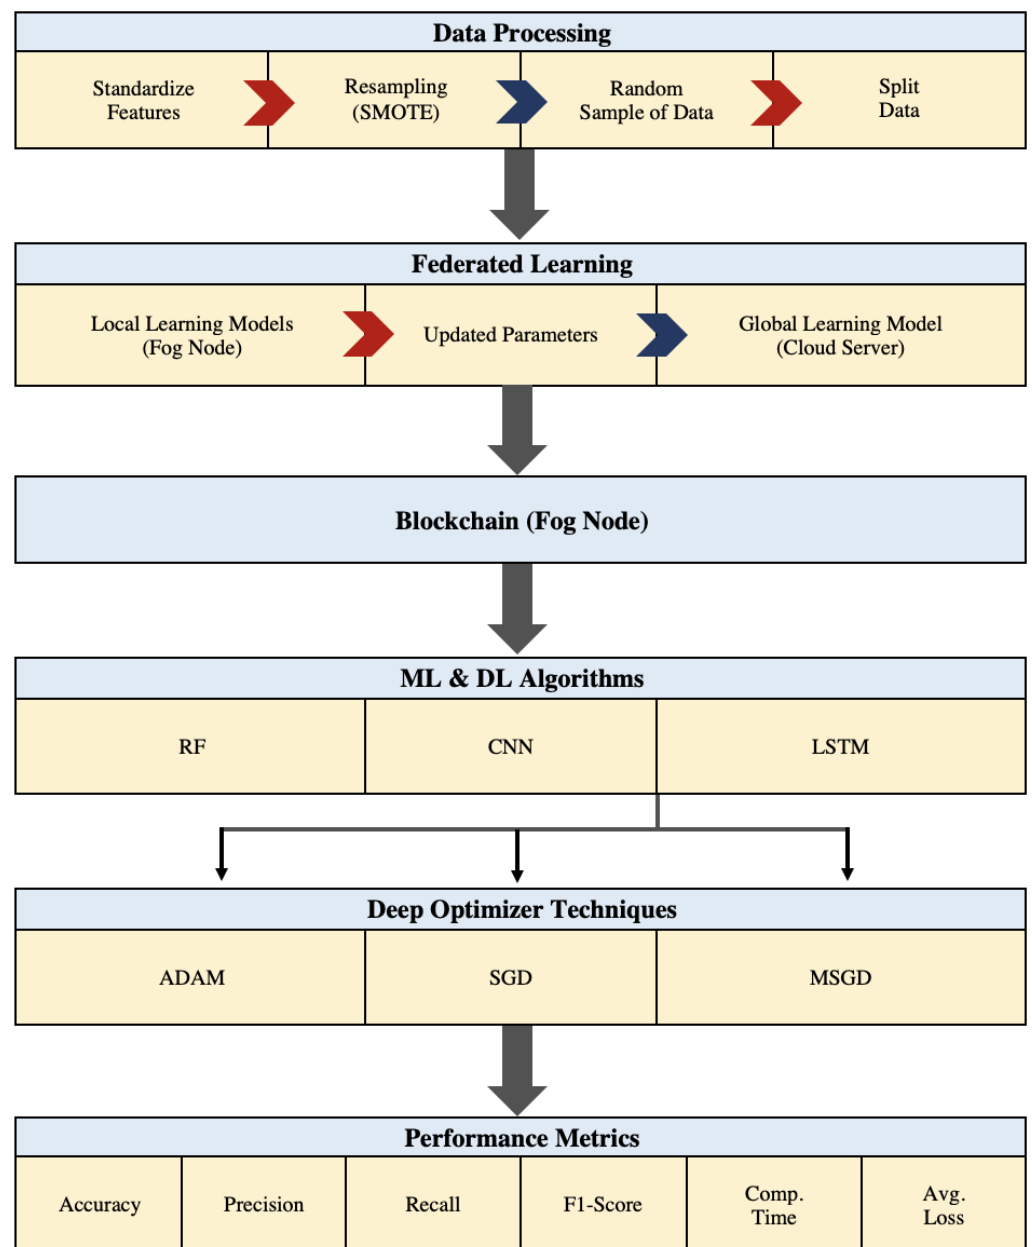 Data Processing
Standardize
Features
Resampling
(SMOTE)
Random
Sample of Data
Split
Data
Federated Learning
Local Learning Models
(Fog Node)
Updated Parameters
Global Learning Model
(Cloud Server)
Blockchain (Fog Node)
ML & DL Algorithms
RF
CNN
LSTM
Deep Optimizer Techniques
ADAM
SGD
MSGD
Performance Metrics
Accuracy
Precision
Recall
F1-Score
Comp.
Time
Avg.
Loss